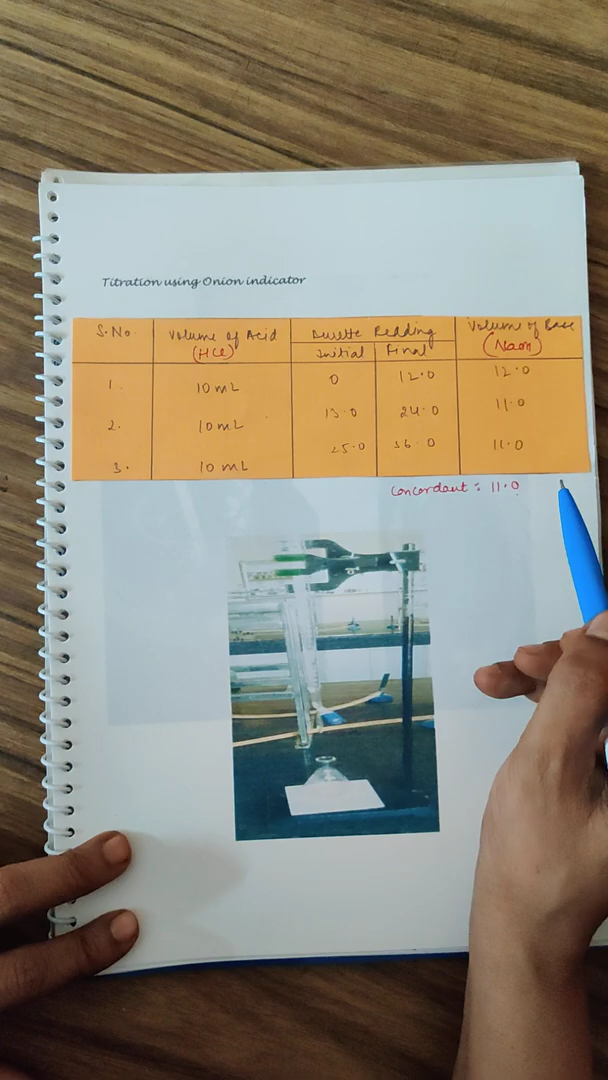 Titration using Onion indicator
S.No. Volume of Acid (HCl) Burette Reading Initial Final Volume of Base (NaOH)
1. 10 mL 0 12.0 12.0
2. 10 mL 13.0 24.0 11.0
3. 10 mL 25.0 36.0 11.0
Concordant : 11.0